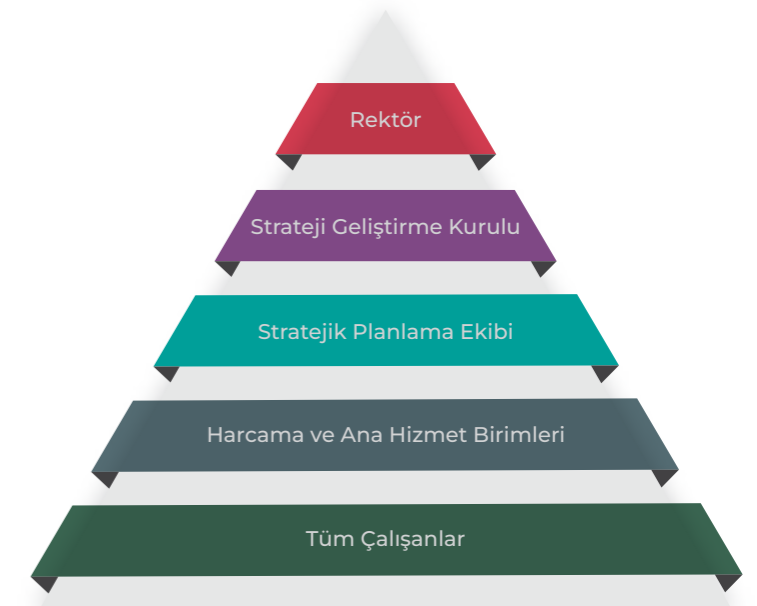 Rektör
Strateji Geliştirme Kurulu
Stratejik Planlama Ekibi
Harcama ve Ana Hizmet Birimleri
Tüm Çalışanlar